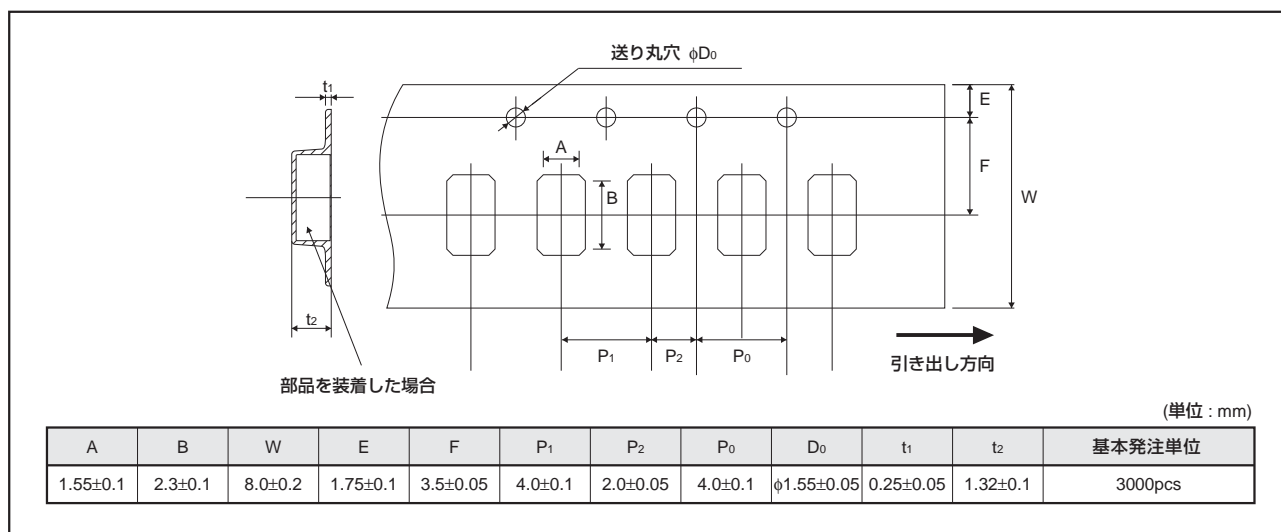 送り丸穴 φD0
t1
E
A
F
B
W
t2
P1 P2 P0
引き出し方向
部品を装着した場合
(単位 : mm)
A B W E F P1 P2 P0 D0 t1 t2 基本発注単位
1.55±0.1 2.3±0.1 8.0±0.2 1.75±0.1 3.5±0.05 4.0±0.1 2.0±0.05 4.0±0.1 φ1.55±0.05 0.25±0.05 1.32±0.1 3000pcs